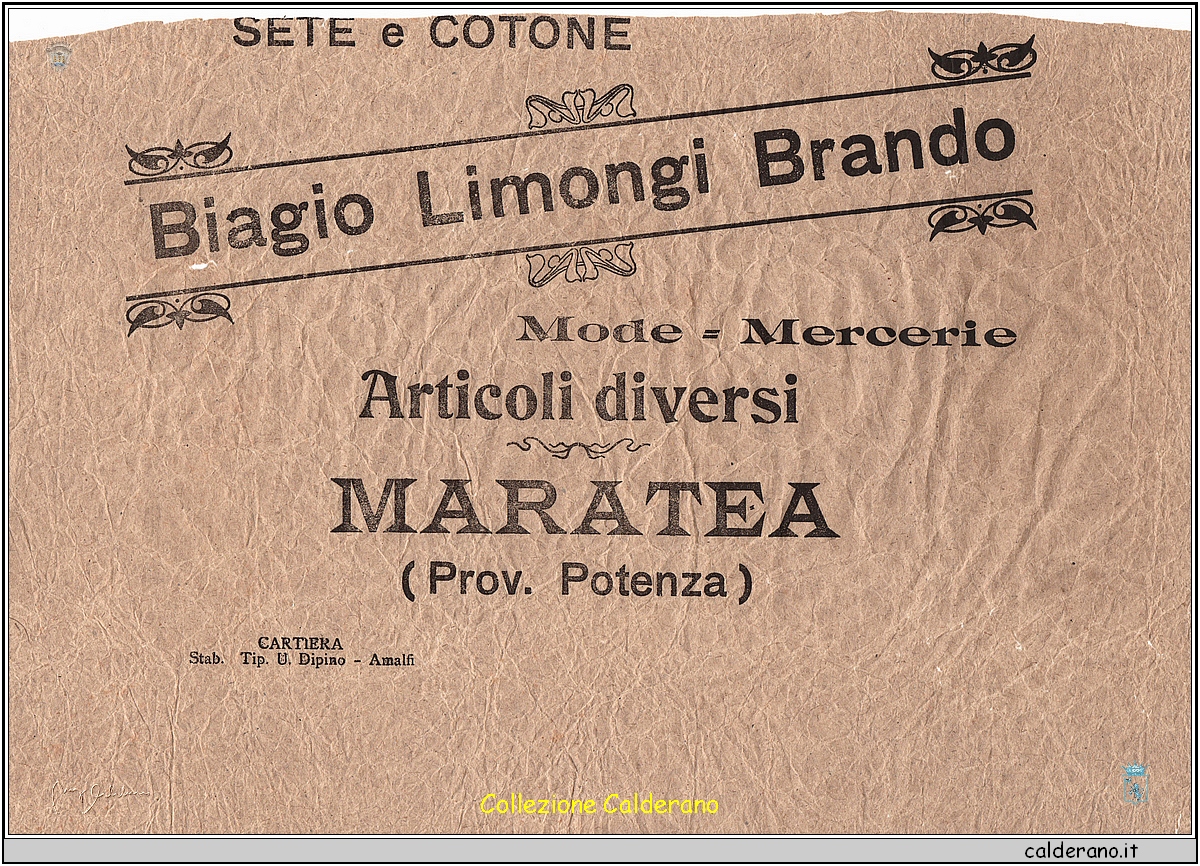 SETE e COTONE
Biagio Limongi Brando
Mode = Mercerie
Articoli diversi
MARATEA
(Prov. Potenza)
CARTIERA
Stab. Tip. U. Dipino - Amalfi
Collezione Calderano
calderano.it